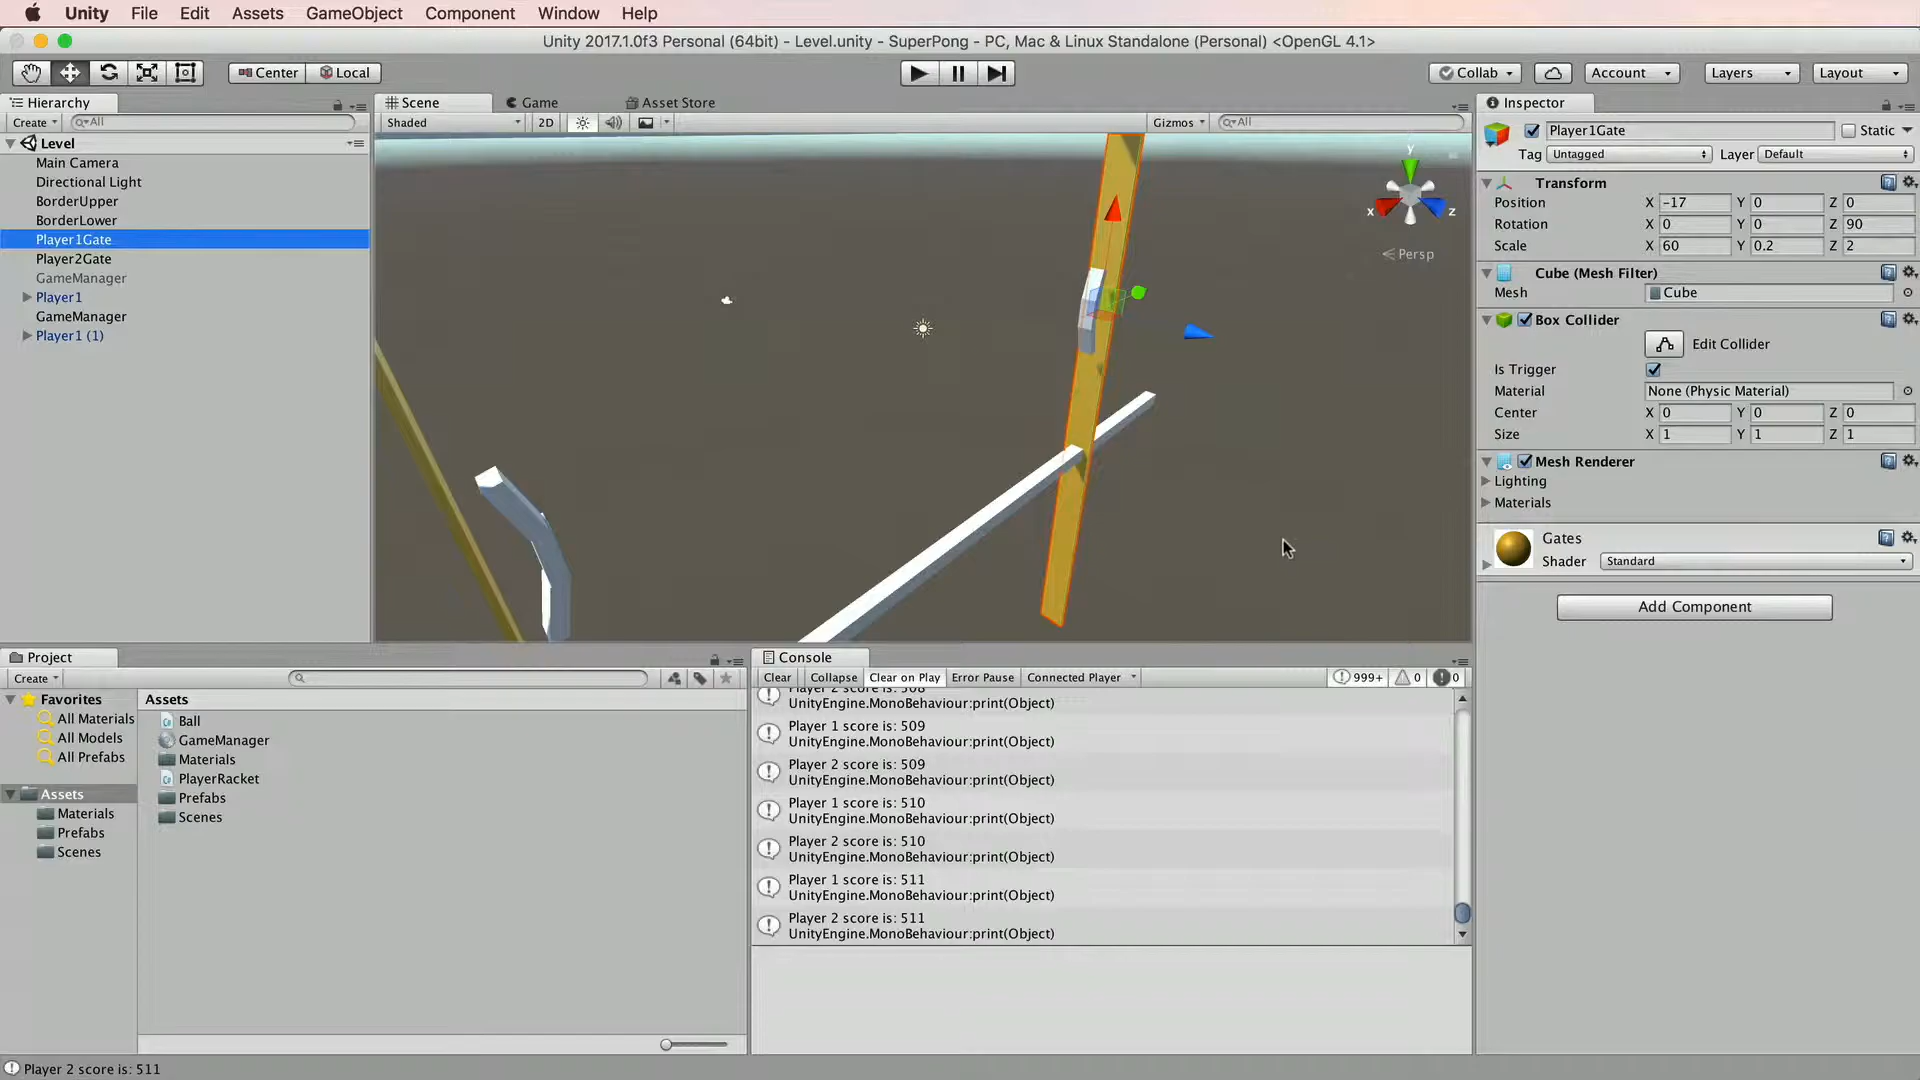 Unity File Edit Assets GameObject Component Window Help
Unity 2017.1.0f3 Personal (64bit) - Level.unity - SuperPong - PC, Mac & Linux Standalone (Personal) <OpenGL 4.1>
Center Local Collab Account Layers Layout
Hierarchy
Create All
Level
Main Camera
Directional Light
BorderUpper
BorderLower
Player1Gate
Player2Gate
GameManager
Player1
GameManager
Player1 (1)
Scene Game Asset Store
Shaded 2D Gizmos All
y
x z
Persp
Inspector
Player1Gate Static
Tag Untagged Layer Default
Transform
Position X -17 Y 0 Z 0
Rotation X 0 Y 0 Z 90
Scale X 60 Y 0.2 Z 2
Cube (Mesh Filter)
Mesh Cube
Box Collider
Edit Collider
Is Trigger
Material None (Physic Material)
Center X 0 Y 0 Z 0
Size X 1 Y 1 Z 1
Mesh Renderer
Lighting
Materials
Gates
Shader Standard
Add Component
Project
Create
Favorites
All Materials
All Models
All Prefabs
Assets
Materials
Prefabs
Scenes
Assets
Ball
GameManager
Materials
PlayerRacket
Prefabs
Scenes
Console
Clear Collapse Clear on Play Error Pause Connected Player 999+ 0 0
Player 2 score is: 508
UnityEngine.MonoBehaviour:print(Object)
Player 1 score is: 509
UnityEngine.MonoBehaviour:print(Object)
Player 2 score is: 509
UnityEngine.MonoBehaviour:print(Object)
Player 1 score is: 510
UnityEngine.MonoBehaviour:print(Object)
Player 2 score is: 510
UnityEngine.MonoBehaviour:print(Object)
Player 1 score is: 511
UnityEngine.MonoBehaviour:print(Object)
Player 2 score is: 511
UnityEngine.MonoBehaviour:print(Object)
Player 2 score is: 511